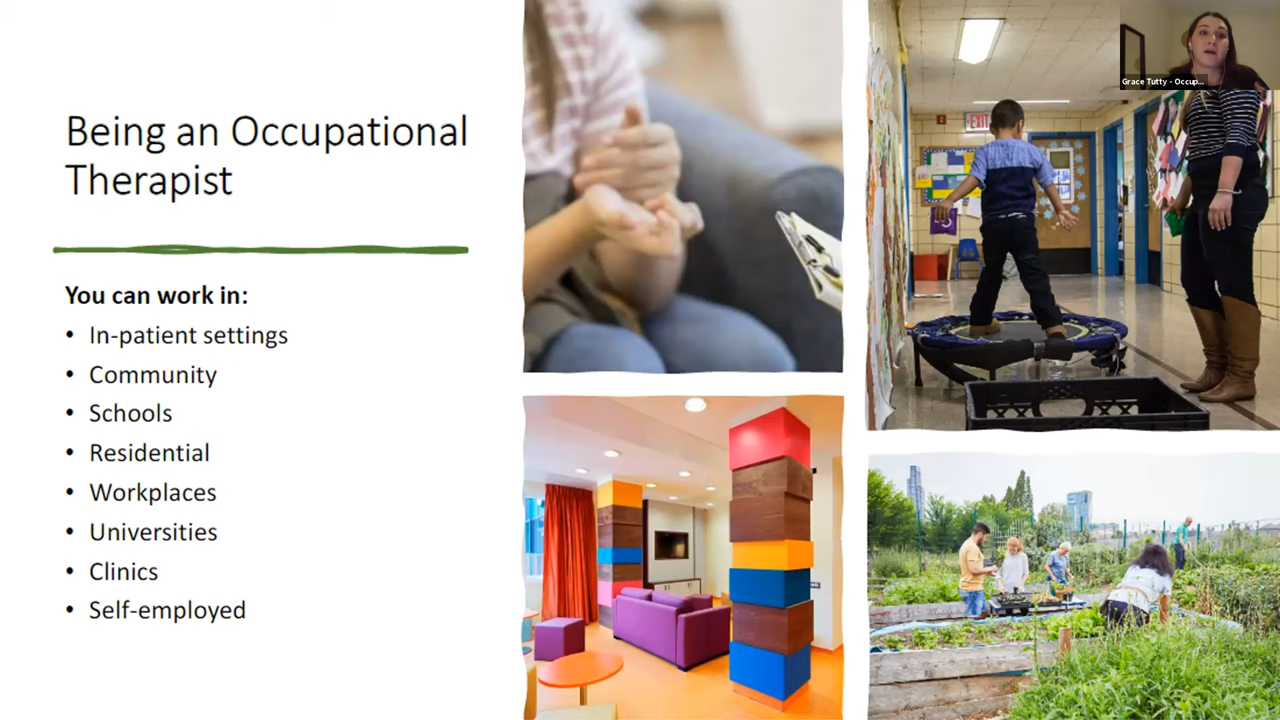 Being an Occupational
Therapist
You can work in:
• In-patient settings
• Community
• Schools
• Residential
• Workplaces
• Universities
• Clinics
• Self-employed
Grace Tutty - Occup...
EXIT